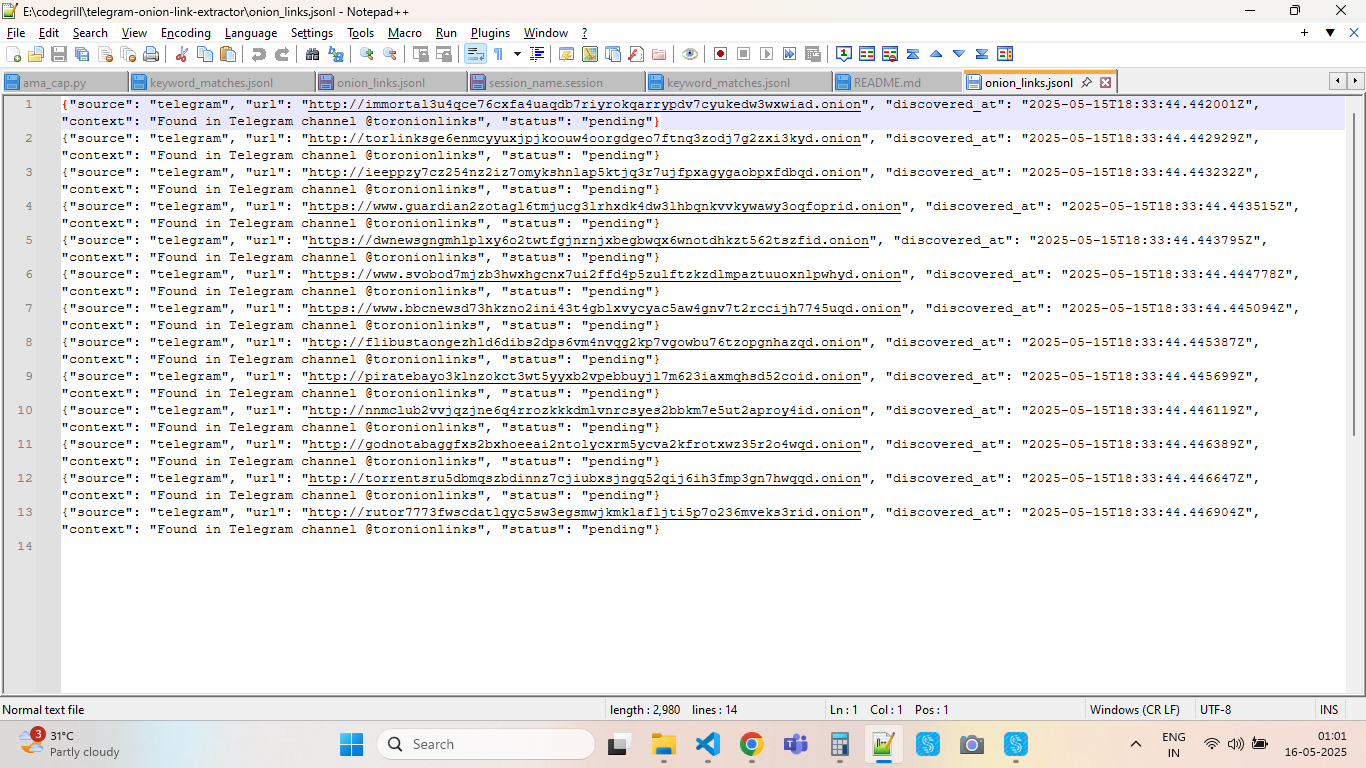 E:\codegrill\telegram-onion-link-extractor\onion_links.jsonl - Notepad++
File Edit Search View Encoding Language Settings Tools Macro Run Plugins Window ?
ama_cap.py keyword_matches.jsonl onion_links.jsonl session_name.session keyword_matches.jsonl README.md onion_links.jsonl
1 {"source": "telegram", "url": "http://immortal3u4qce76cxfa4uaqdb7riyrokqarrypdv7cyukedw3wxwiad.onion", "discovered_at": "2025-05-15T18:33:44.442001Z",
"context": "Found in Telegram channel @toronionlinks", "status": "pending"}
2 {"source": "telegram", "url": "http://torlinksge6enmcyyuxjpjkoouw4oorgdgeo7ftnq3zodj7g2zxi3kyd.onion", "discovered_at": "2025-05-15T18:33:44.442929Z",
"context": "Found in Telegram channel @toronionlinks", "status": "pending"}
3 {"source": "telegram", "url": "http://ieeppzy7cz254nz2iz7omykshnlap5ktjq3r7ujfpxagygaobpxfdbqd.onion", "discovered_at": "2025-05-15T18:33:44.443232Z",
"context": "Found in Telegram channel @toronionlinks", "status": "pending"}
4 {"source": "telegram", "url": "https://www.guardian2zotagl6tmjucg3lrhxdk4dw3lhbqnkvvkywawy3oqfoprid.onion", "discovered_at": "2025-05-15T18:33:44.443515Z",
"context": "Found in Telegram channel @toronionlinks", "status": "pending"}
5 {"source": "telegram", "url": "https://dwnewsgngmhlplxy6o2twtfgjnrnjxbegbwqx6wnotdhkzt562tszfid.onion", "discovered_at": "2025-05-15T18:33:44.443795Z",
"context": "Found in Telegram channel @toronionlinks", "status": "pending"}
6 {"source": "telegram", "url": "https://www.svobod7mjzb3hwxhgcnx7ui2ffd4p5zulftzkzdlmpaztuuoxnlpwhyd.onion", "discovered_at": "2025-05-15T18:33:44.444778Z",
"context": "Found in Telegram channel @toronionlinks", "status": "pending"}
7 {"source": "telegram", "url": "https://www.bbcnewsd73hkzno2ini43t4gblxvycyac5aw4gnv7t2rccijh7745uqd.onion", "discovered_at": "2025-05-15T18:33:44.445094Z",
"context": "Found in Telegram channel @toronionlinks", "status": "pending"}
8 {"source": "telegram", "url": "http://flibustaongezhld6dibs2dps6vm4nvqg2kp7vgowbu76tzopgnhazqd.onion", "discovered_at": "2025-05-15T18:33:44.445387Z",
"context": "Found in Telegram channel @toronionlinks", "status": "pending"}
9 {"source": "telegram", "url": "http://piratebayo3klnzokct3wt5yyxb2vpebbuyjl7m623iaxmqhsd52coid.onion", "discovered_at": "2025-05-15T18:33:44.445699Z",
"context": "Found in Telegram channel @toronionlinks", "status": "pending"}
10 {"source": "telegram", "url": "http://nnmclub2vvjqzjne6q4rrozkkkdmlvnrcsyes2bbkm7e5ut2aproy4id.onion", "discovered_at": "2025-05-15T18:33:44.446119Z",
"context": "Found in Telegram channel @toronionlinks", "status": "pending"}
11 {"source": "telegram", "url": "http://godnotabaggfxs2bxhoeeai2ntolycxrm5ycva2kfrotxwz35r2o4wqd.onion", "discovered_at": "2025-05-15T18:33:44.446389Z",
"context": "Found in Telegram channel @toronionlinks", "status": "pending"}
12 {"source": "telegram", "url": "http://torrentsru5dbmqszbdinnz7cjiubxsjngq52qij6ih3fmp3gn7hwqqd.onion", "discovered_at": "2025-05-15T18:33:44.446647Z",
"context": "Found in Telegram channel @toronionlinks", "status": "pending"}
13 {"source": "telegram", "url": "http://rutor7773fwscdatlqyc5sw3egsmwjkmklafljti5p7o236mveks3rid.onion", "discovered_at": "2025-05-15T18:33:44.446904Z",
"context": "Found in Telegram channel @toronionlinks", "status": "pending"}
14
Normal text file length : 2,980 lines : 14 Ln : 1 Col : 1 Pos : 1 Windows (CR LF) UTF-8 INS
3 31°C
Partly cloudy
Search
ENG
IN
01:01
16-05-2025